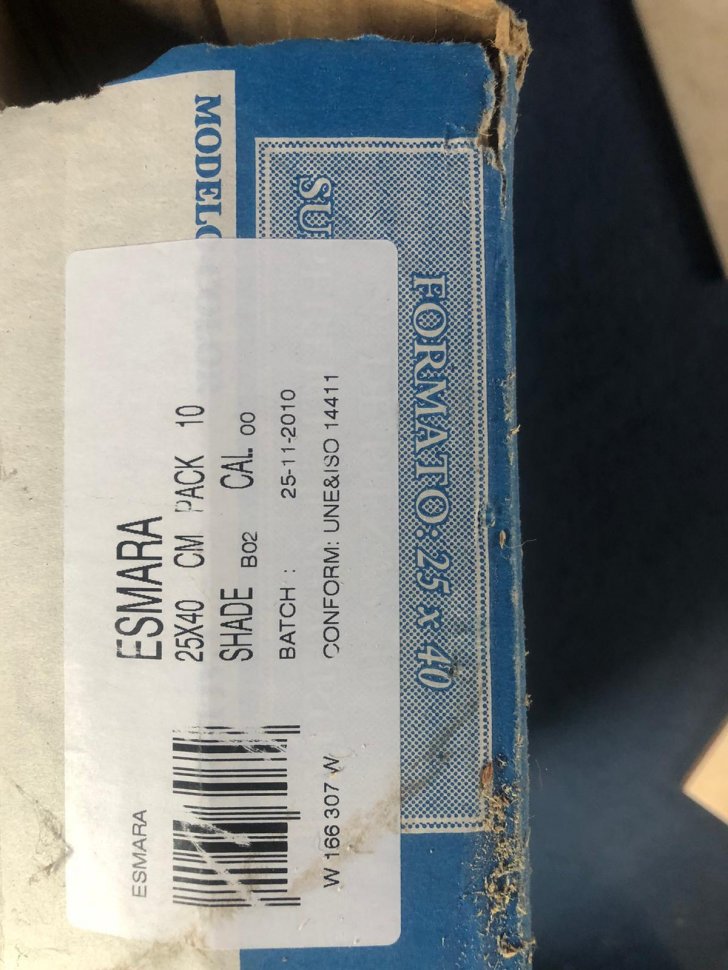 MODELO
SU
FORMATO: 25 x 40
ESMARA
25X40 CM PACK 10
SHADE B02 CAL. 00
BATCH : 25-11-2010
CONFORM: UNE&ISO 14411
ESMARA
W 166 307 W